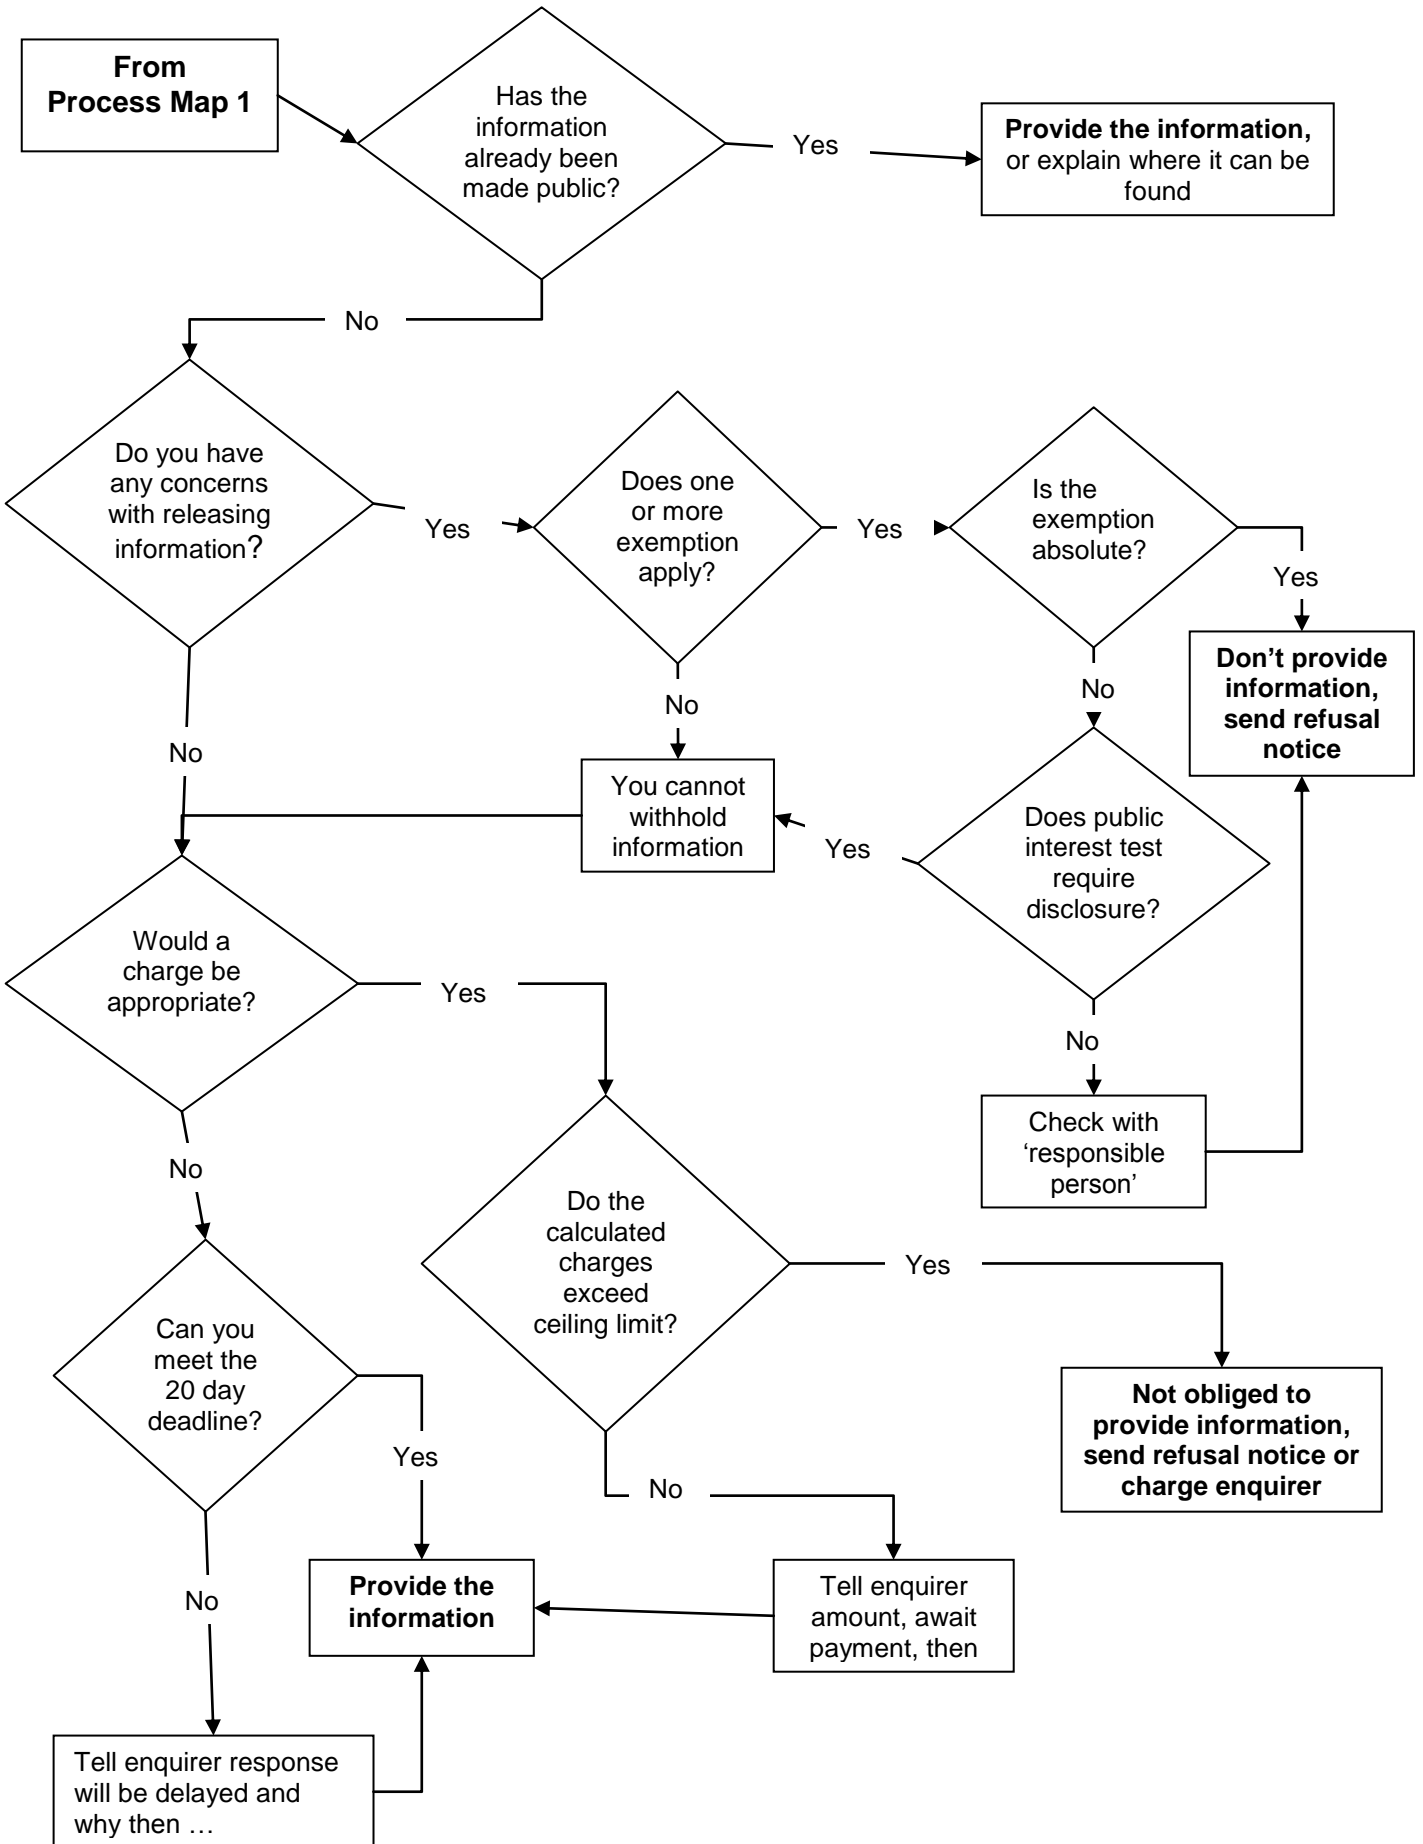 From
Process Map 1
Has the
information
already been
made public?
Yes
Provide the information,
or explain where it can be
found
No
Do you have
any concerns
with releasing
information?
Yes
Does one
or more
exemption
apply?
Yes
Is the
exemption
absolute?
Yes
Don’t provide
information,
send refusal
notice
No
No
No
You cannot
withhold
information
Yes
Does public
interest test
require
disclosure?
Would a
charge be
appropriate?
Yes
No
Check with
‘responsible
person’
No
Do the
calculated
charges
exceed
ceiling limit?
Yes
Can you
meet the
20 day
deadline?
Not obliged to
provide information,
send refusal notice or
charge enquirer
Yes
No
No
Provide the
information
Tell enquirer
amount, await
payment, then
Tell enquirer response
will be delayed and
why then …